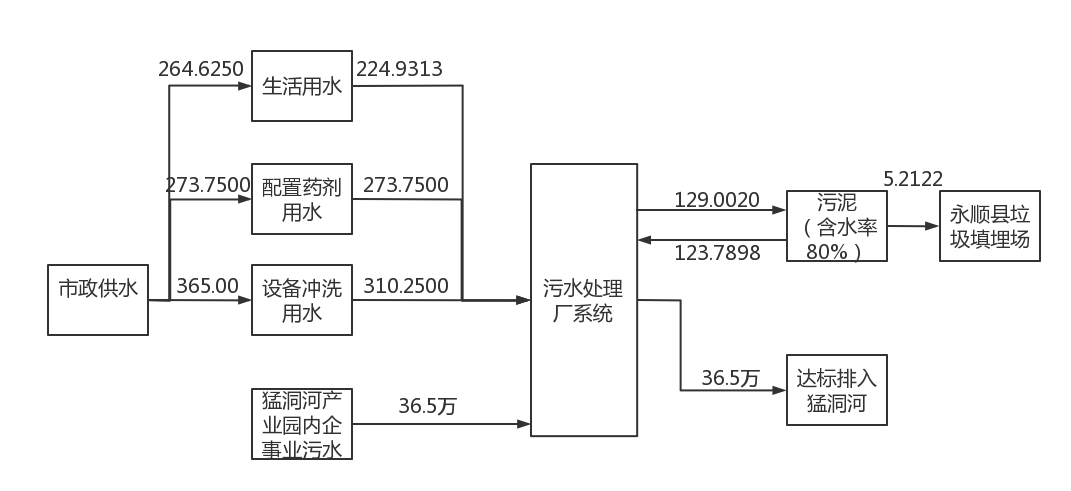 264.6250
生活用水
224.9313
273.7500
配置药剂
用水
273.7500
市政供水
365.00
设备冲洗
用水
310.2500
猛洞河产
业园内企
事业污水
36.5万
污水处理
厂系统
129.0020
123.7898
污泥
（含水率
80%）
5.2122
永顺县垃
圾填埋场
36.5万
达标排入
猛洞河